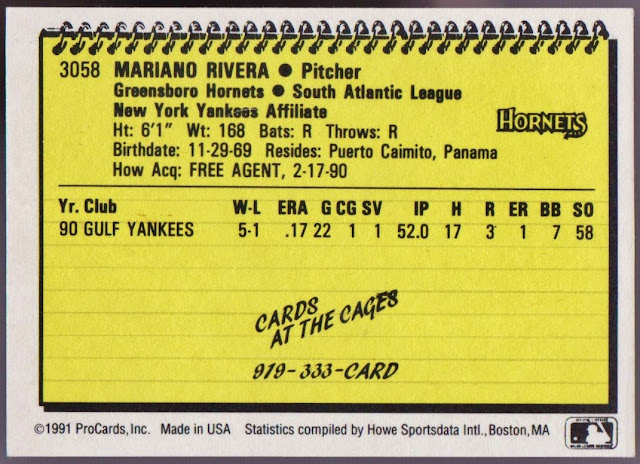 3058 MARIANO RIVERA ● Pitcher
Greensboro Hornets ● South Atlantic League
New York Yankees Affiliate
HORNETS
Ht: 6'1" Wt: 168 Bats: R Throws: R
Birthdate: 11-29-69 Resides: Puerto Caimito, Panama
How Acq: FREE AGENT, 2-17-90
Yr. Club W-L ERA G CG SV IP H R ER BB SO
90 GULF YANKEES 5-1 .17 22 1 1 52.0 17 3 1 7 58
CARDS
AT THE CAGES
919-333-CARD
©1991 ProCards, Inc. Made in USA Statistics compiled by Howe Sportsdata Intl., Boston, MA